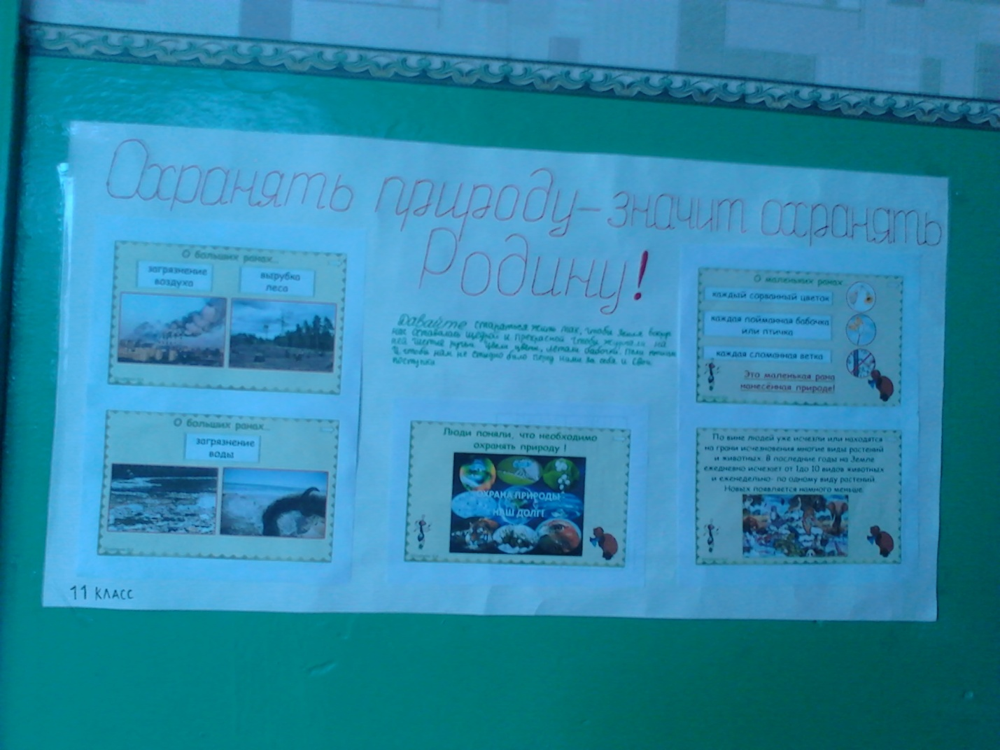 Охранять природу – значит охранять
Родину!
О больших ранах...
загрязнение
воздуха
вырубка
леса
О больших ранах...
загрязнение
воды
Давайте стараться жить так, чтобы Земля вокруг
нас оставалась щедрой и прекрасной чтобы журчали на
ней чистые ручьи цвели цветы, летали бабочки. Пели птицы
И чтобы нам не стыдно было перед нами за себя и свои
поступки
Люди поняли, что необходимо
охранять природу !
ОХРАНА ПРИРОДЫ
НАШ ДОЛГ!
О маленьких ранах
каждый сорванный цветок
каждая пойманная бабочка
или птичка
каждая сломанная ветка
Это маленькая рана
нанесённая природе!
По вине людей уже исчезли или находятся
на грани исчезновения многие виды растений
и животных. В последние годы на Земле
ежедневно исчезает от 1до 10 видов животных
и еженедельно- по одному виду растений.
Новых появляется намного меньше.
11 КЛАСС